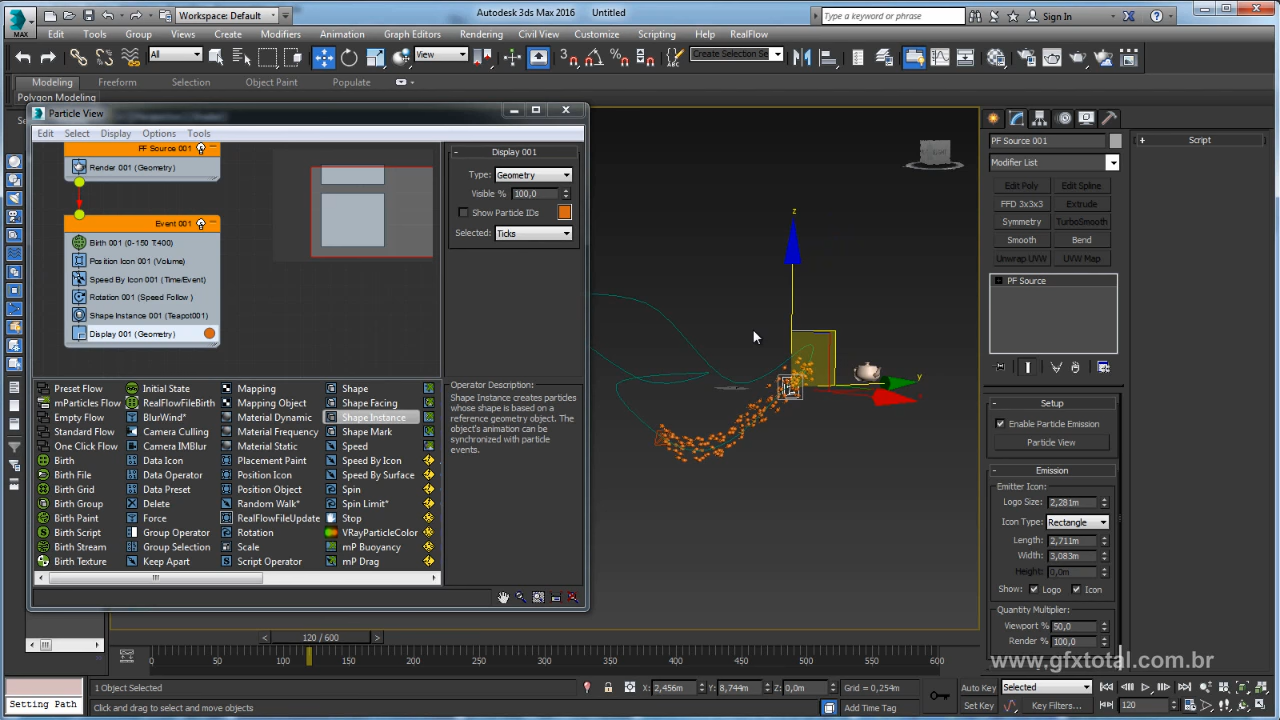 Workspace: Default
Autodesk 3ds Max 2016 Untitled
Type a keyword or phrase
Sign In
MAX
Edit Tools Group Views Create Modifiers Animation Graph Editors Rendering Civil View Customize Scripting Help RealFlow
All
View
Create Selection Se
Modeling Freeform Selection Object Paint Populate
Polygon Modeling
Particle View
Edit Select Display Options Tools
PF Source 001
Render 001 (Geometry)
Event 001
Birth 001 (0-150 T400)
Position Icon 001 (Volume)
Speed By Icon 001 (Time/Event)
Rotation 001 (Speed Follow )
Shape Instance 001 (Teapot001)
Display 001 (Geometry)
Display 001
Type: Geometry
Visible % 100,0
Show Particle IDs
Selected: Ticks
Preset Flow Initial State Mapping Shape
mParticles Flow RealFlowFileBirth Mapping Object Shape Facing
Empty Flow BlurWind* Material Dynamic Shape Instance
Standard Flow Camera Culling Material Frequency Shape Mark
One Click Flow Camera IMBlur Material Static Speed
Birth Data Icon Placement Paint Speed By Icon
Birth File Data Operator Position Icon Speed By Surface
Birth Grid Data Preset Position Object Spin
Birth Group Delete Random Walk* Spin Limit*
Birth Paint Force RealFlowFileUpdate Stop
Birth Script Group Operator Rotation VRayParticleColor
Birth Stream Group Selection Scale mP Buoyancy
Birth Texture Keep Apart Script Operator mP Drag
Operator Description:
Shape Instance creates particles
whose shape is based on a
reference geometry object. The
object's animation can be
synchronized with particle
events.
z
y
x
PF Source 001
Modifier List
Edit Poly Edit Spline
FFD 3x3x3 Extrude
Symmetry TurboSmooth
Smooth Bend
Unwrap UVW UVW Map
PF Source
Script
Setup
Enable Particle Emission
Particle View
Emission
Emitter Icon:
Logo Size: 2,281m
Icon Type: Rectangle
Length: 2,711m
Width: 3,083m
Height: 0,0m
Show: Logo Icon
Quantity Multiplier:
Viewport % 50,0
Render % 100,0
www.gfxtotal.com.br
120 / 600
0 50 100 150 200 250 300 350 400 450 500 550 600
1 Object Selected
X: 2,456m Y: 8,744m Z: 0,0m Grid = 0,254m
Auto Key Selected
Setting Path
Click and drag to select and move objects
Add Time Tag
Set Key Key Filters...
120